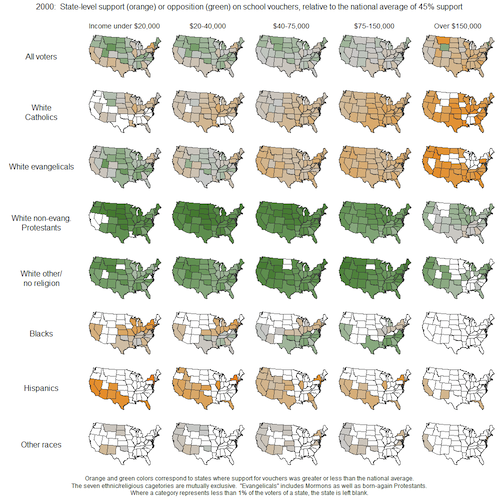 2000: State-level support (orange) or opposition (green) on school vouchers, relative to the national average of 45% support
Income under $20,000 $20-40,000 $40-75,000 $75-150,000 Over $150,000
All voters
White
Catholics
White evangelicals
White non-evang.
Protestants
White other/
no religion
Blacks
Hispanics
Other races
Orange and green colors correspond to states where support for vouchers was greater or less than the national average.
The seven ethnic/religious cagetories are mutually exclusive. "Evangelicals" includes Mormons as well as born-again Protestants.
Where a category represents less than 1% of the voters of a state, the state is left blank.